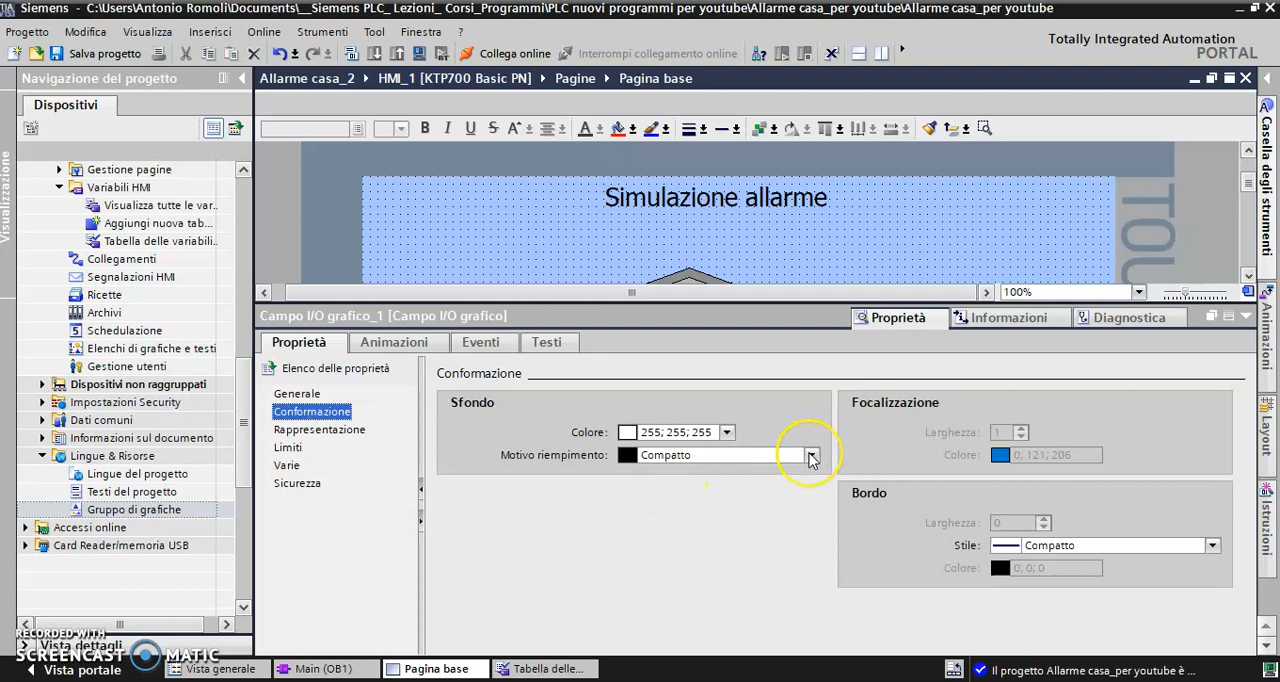 Siemens - C:\Users\Antonio Romoli\Documents\__Siemens PLC_ Lezioni_ Corsi_Programmi\PLC nuovi programmi per youtube\Allarme casa_per youtube\Allarme casa_per youtube
Progetto Modifica Visualizza Inserisci Online Strumenti Tool Finestra ?
Totally Integrated Automation
PORTAL
Salva progetto Collega online Interrompi collegamento online
Navigazione del progetto
Allarme casa_2 HMI_1 [KTP700 Basic PN] Pagine Pagina base
Dispositivi
B I U S A A
Visualizzazione
Gestione pagine
Variabili HMI
Visualizza tutte le var..
Aggiungi nuova tab..
Tabella delle variabili..
Collegamenti
Segnalazioni HMI
Ricette
Archivi
5 Schedulazione
Elenchi di grafiche e testi
Gestione utenti
Dispositivi non raggruppati
Impostazioni Security
Dati comuni
Informazioni sul documento
Lingue & Risorse
Lingue del progetto
Testi del progetto
Gruppo di grafiche
Accessi online
Card Reader/memoria USB
Vista dettagli
Simulazione allarme
TOU
100%
Campo I/O grafico_1 [Campo I/O grafico]
Proprietà Informazioni Diagnostica
Proprietà Animazioni Eventi Testi
Elenco delle proprietà
Generale
Conformazione
Rappresentazione
Limiti
Varie
Sicurezza
Conformazione
Sfondo
Colore: 255; 255; 255
Motivo riempimento: Compatto
Focalizzazione
Larghezza: 1
Colore: 0; 121; 206
Bordo
Larghezza: 0
Stile: Compatto
Colore: 0; 0; 0
Casella degli strumenti
Animazioni
Layout
Istruzioni
RECORDED WITH
SCREENCAST MATIC
Vista portale Vista generale Main (OB1) Pagina base Tabella delle... Il progetto Allarme casa_per youtube è ...